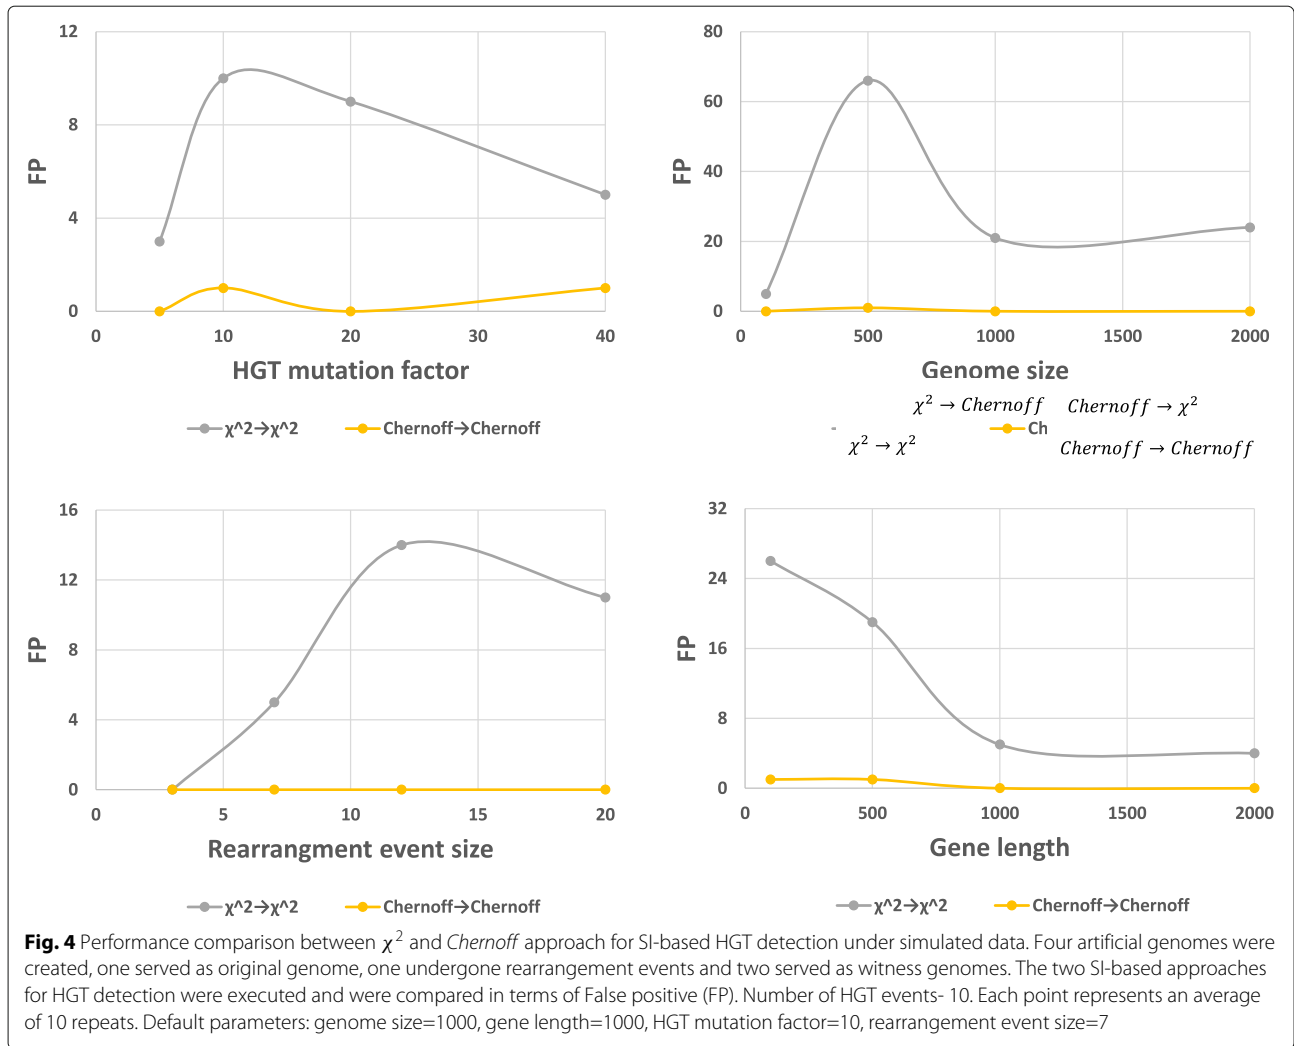 12
8
4
0
FP
0 10 20 30 40
HGT mutation factor
χ^2→χ^2 Chernoff→Chernoff
80
60
40
20
0
FP
0 500 1000 1500 2000
Genome size
χ² → Chernoff Chernoff → χ²
Ch
χ² → χ² Chernoff → Chernoff
16
12
8
4
0
FP
0 5 10 15 20
Rearrangment event size
χ^2→χ^2 Chernoff→Chernoff
32
24
16
8
0
FP
0 500 1000 1500 2000
Gene length
χ^2→χ^2 Chernoff→Chernoff
Fig. 4 Performance comparison between χ² and Chernoff approach for SI-based HGT detection under simulated data. Four artificial genomes were
created, one served as original genome, one undergone rearrangement events and two served as witness genomes. The two SI-based approaches
for HGT detection were executed and were compared in terms of False positive (FP). Number of HGT events- 10. Each point represents an average
of 10 repeats. Default parameters: genome size=1000, gene length=1000, HGT mutation factor=10, rearrangement event size=7